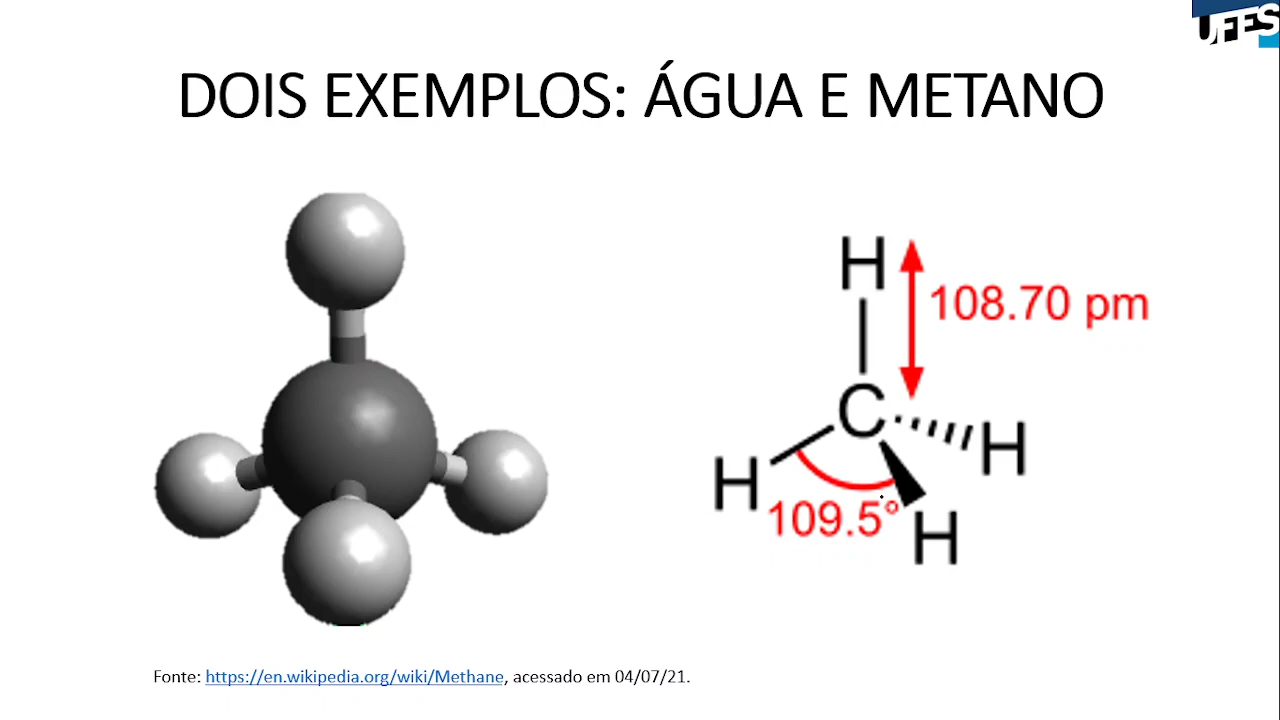 UFES
DOIS EXEMPLOS: ÁGUA E METANO
H
108.70 pm
C
H
H
109.5°
H
Fonte: https://en.wikipedia.org/wiki/Methane, acessado em 04/07/21.